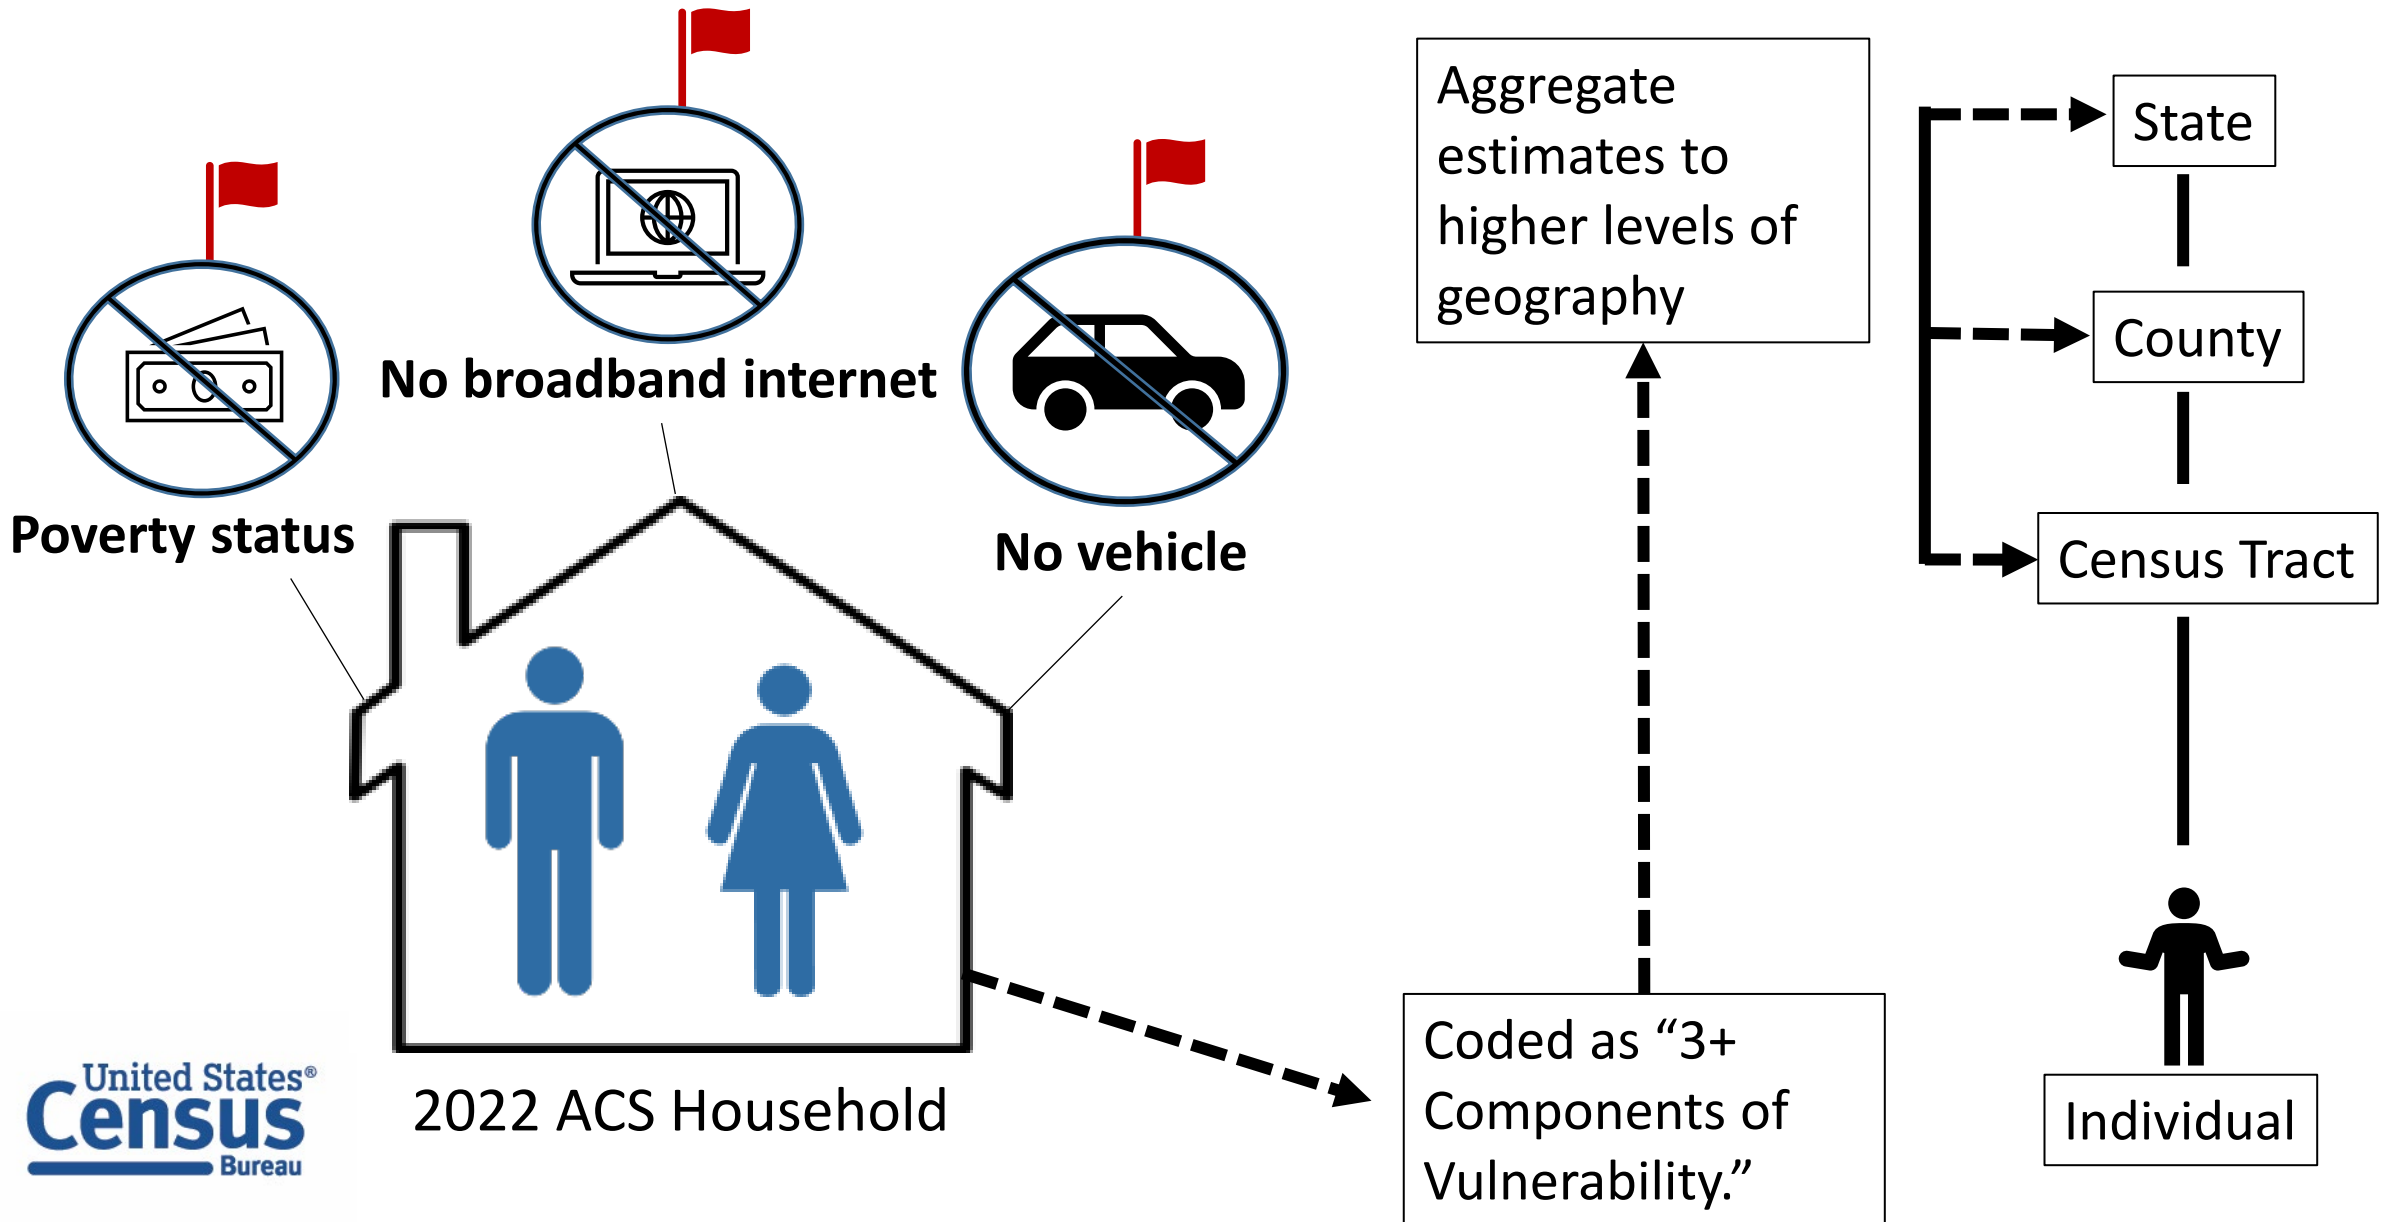 No broadband internet
Poverty status
No vehicle
2022 ACS Household
United States®
Census
Bureau
Aggregate
estimates to
higher levels of
geography
Coded as “3+
Components of
Vulnerability.”
State
County
Census Tract
Individual